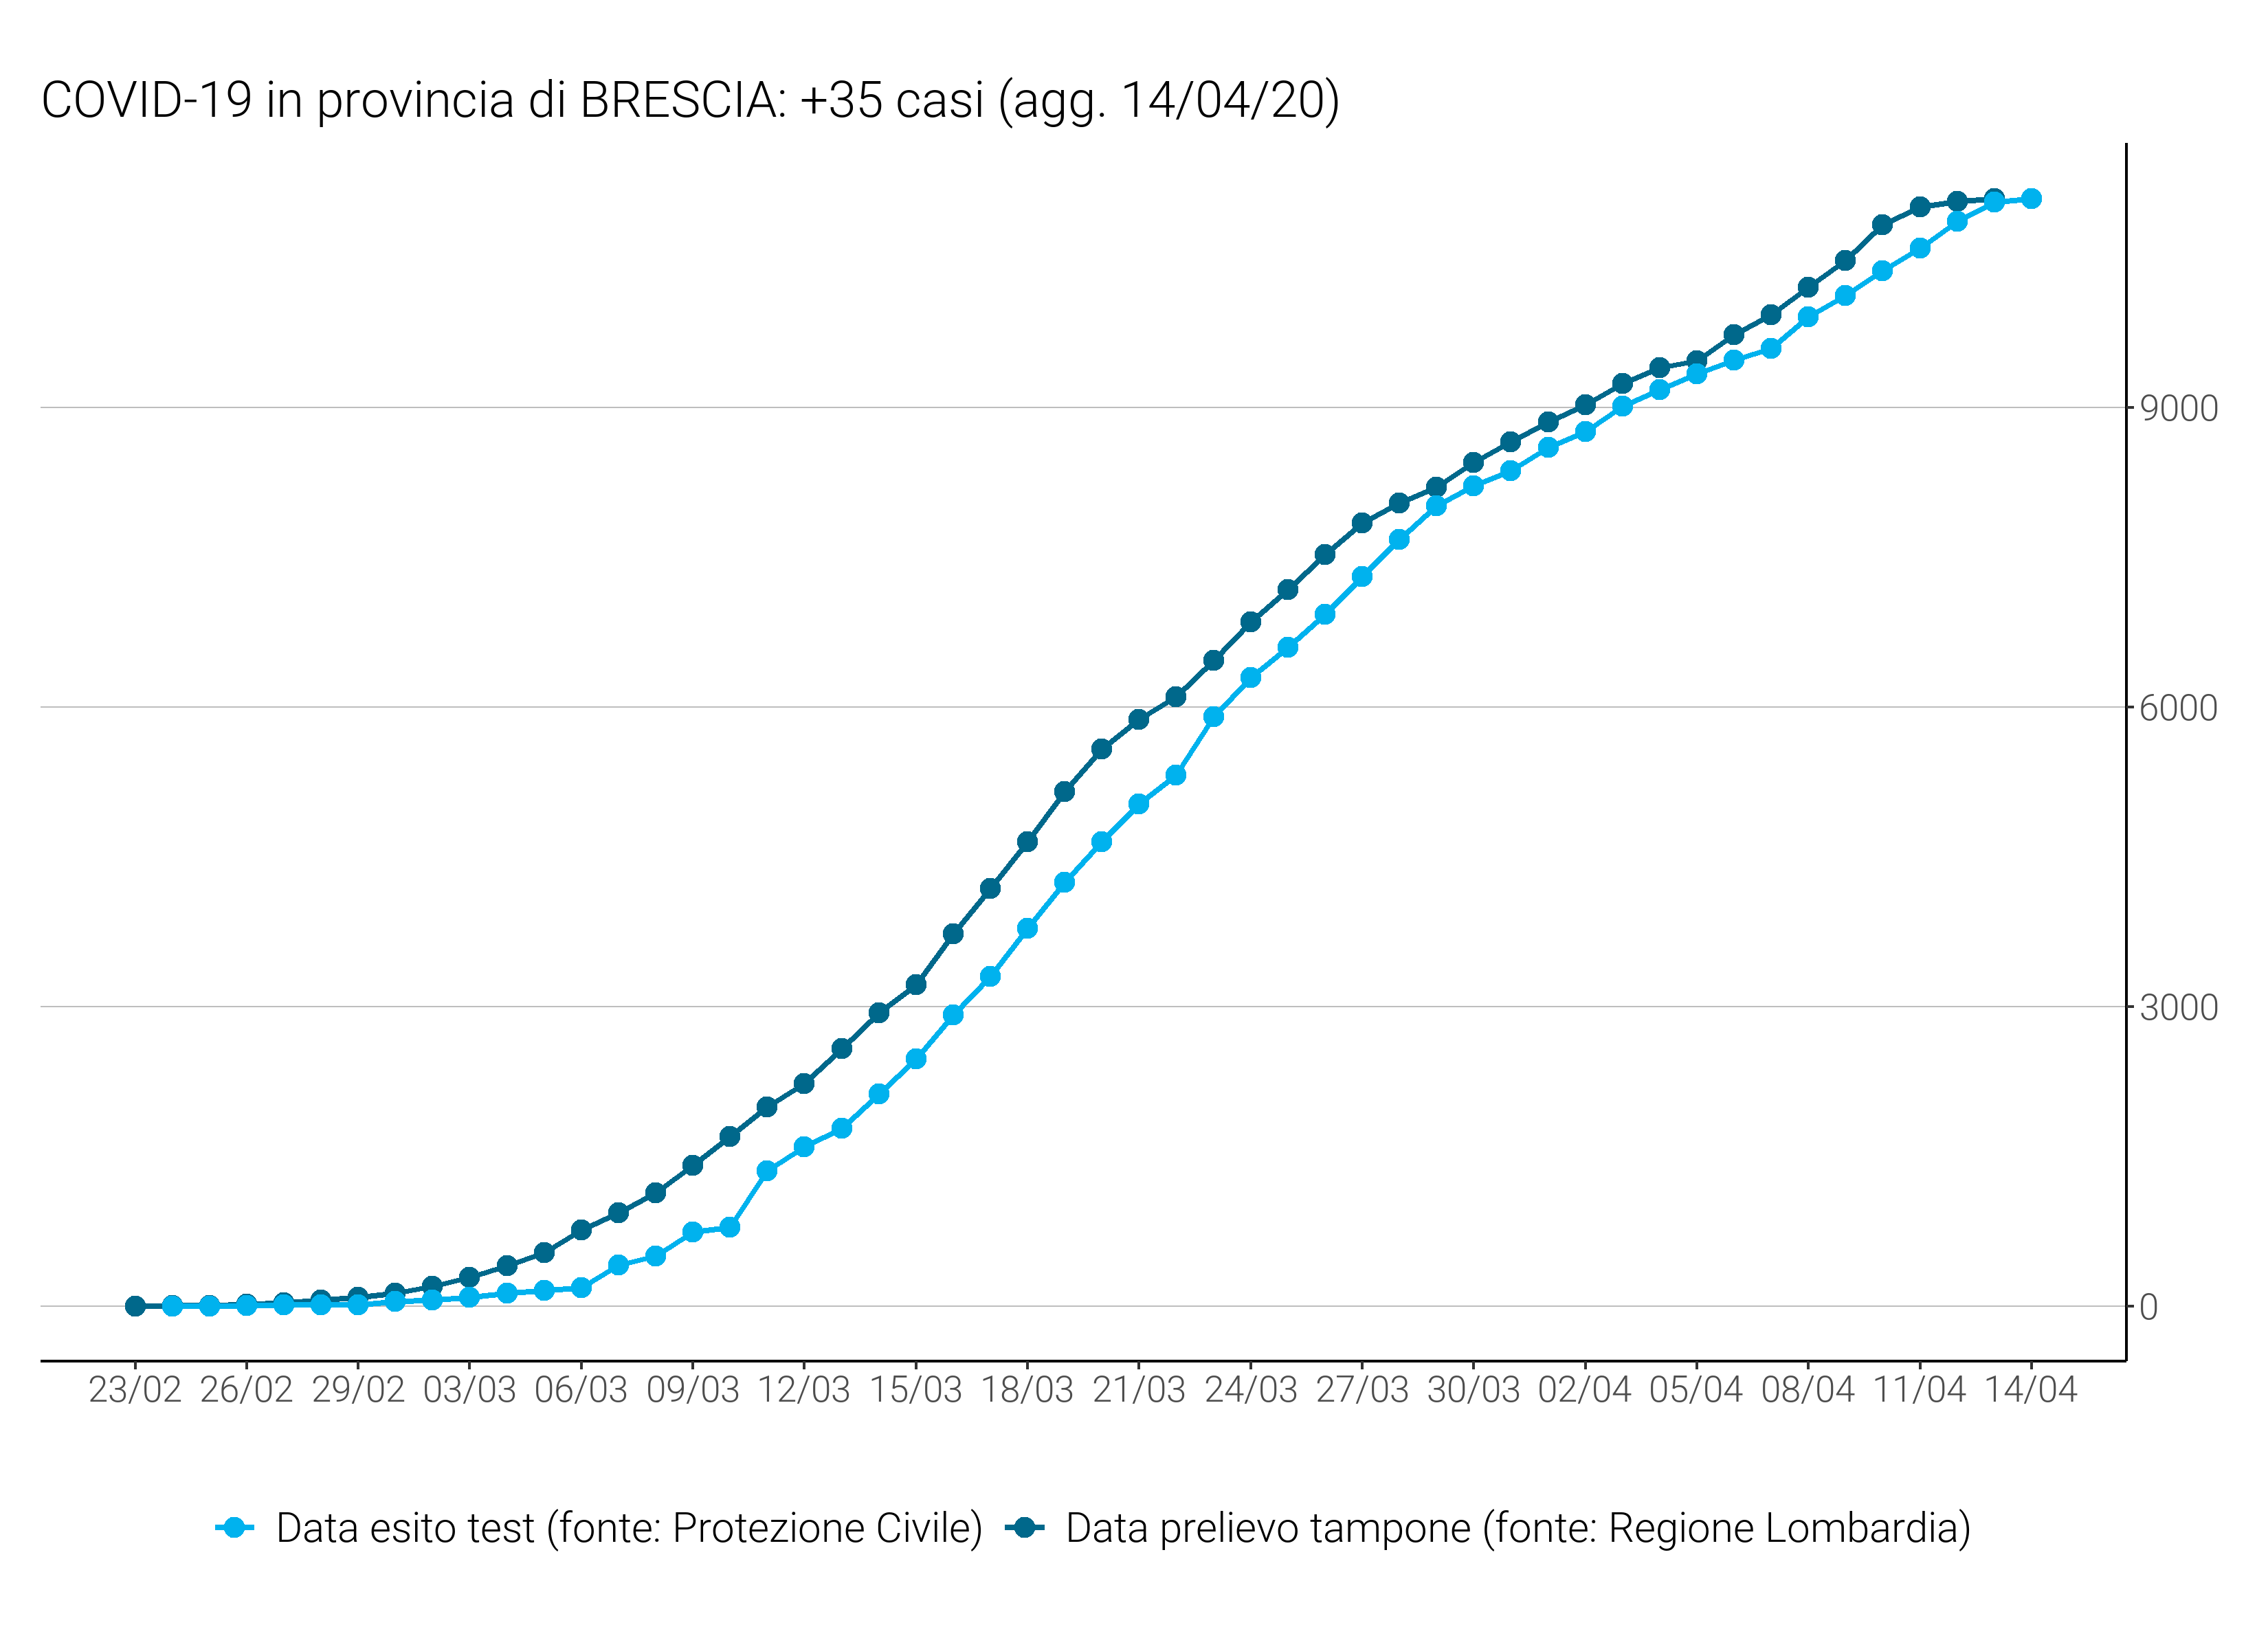 COVID-19 in provincia di BRESCIA: +35 casi (agg. 14/04/20)
9000
6000
3000
0
23/02 26/02 29/02 03/03 06/03 09/03 12/03 15/03 18/03 21/03 24/03 27/03 30/03 02/04 05/04 08/04 11/04 14/04
Data esito test (fonte: Protezione Civile) Data prelievo tampone (fonte: Regione Lombardia)